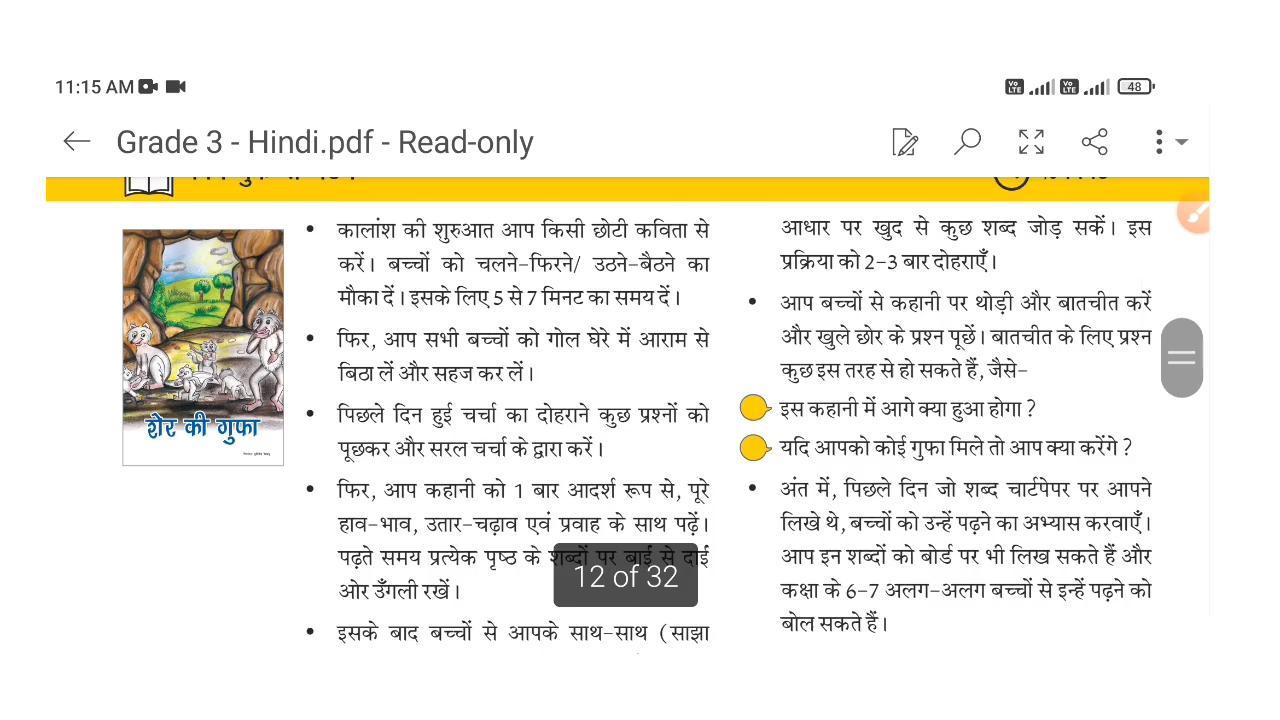 11:15 AM
Vo LTE Vo LTE 48
Grade 3 - Hindi.pdf - Read-only
शेर की गुफा
• कालांश की शुरुआत आप किसी छोटी कविता से
करें। बच्चों को चलने-फिरने/ उठने-बैठने का
मौका दें। इसके लिए 5 से 7 मिनट का समय दें।
• फिर, आप सभी बच्चों को गोल घेरे में आराम से
बिठा लें और सहज कर लें।
• पिछले दिन हुई चर्चा का दोहराने कुछ प्रश्नों को
पूछकर और सरल चर्चा के द्वारा करें।
• फिर, आप कहानी को 1 बार आदर्श रूप से, पूरे
हाव-भाव, उतार-चढ़ाव एवं प्रवाह के साथ पढ़ें।
पढ़ते समय प्रत्येक पृष्ठ के शब्दों पर बाईं से दाईं
ओर उँगली रखें।
• इसके बाद बच्चों से आपके साथ-साथ (साझा
आधार पर खुद से कुछ शब्द जोड़ सकें। इस
प्रक्रिया को 2-3 बार दोहराएँ।
• आप बच्चों से कहानी पर थोड़ी और बातचीत करें
और खुले छोर के प्रश्न पूछें। बातचीत के लिए प्रश्न
कुछ इस तरह से हो सकते हैं, जैसे-
इस कहानी में आगे क्या हुआ होगा ?
यदि आपको कोई गुफा मिले तो आप क्या करेंगे ?
• अंत में, पिछले दिन जो शब्द चार्टपेपर पर आपने
लिखे थे, बच्चों को उन्हें पढ़ने का अभ्यास करवाएँ।
आप इन शब्दों को बोर्ड पर भी लिख सकते हैं और
कक्षा के 6-7 अलग-अलग बच्चों से इन्हें पढ़ने को
बोल सकते हैं।
12 of 32